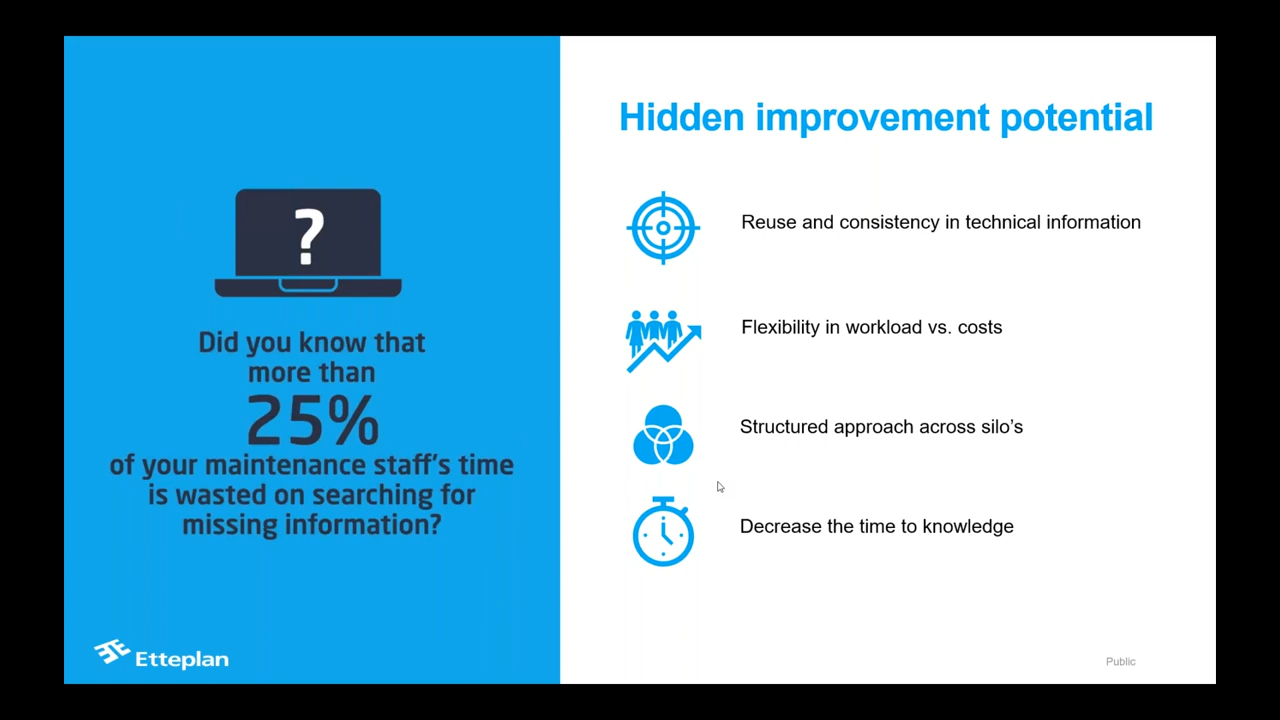 ?
Did you know that
more than
25%
of your maintenance staff's time
is wasted on searching for
missing information?
Etteplan
Hidden improvement potential
Reuse and consistency in technical information
Flexibility in workload vs. costs
Structured approach across silo's
Decrease the time to knowledge
Public